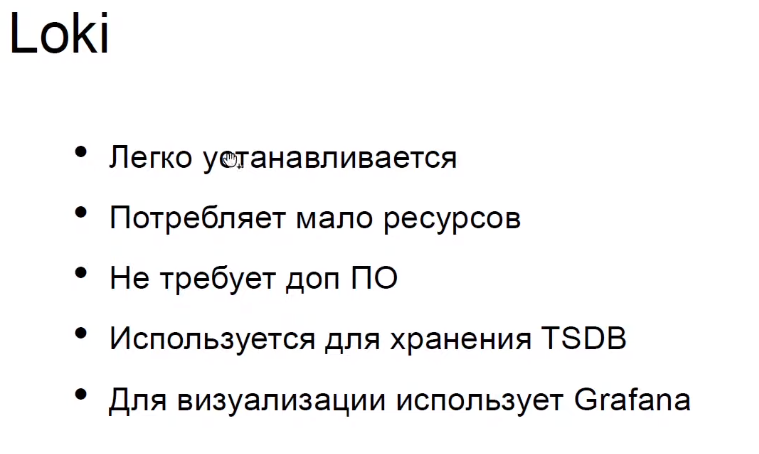 Loki
• Легко устанавливается
• Потребляет мало ресурсов
• Не требует доп ПО
• Используется для хранения TSDB
• Для визуализации использует Grafana